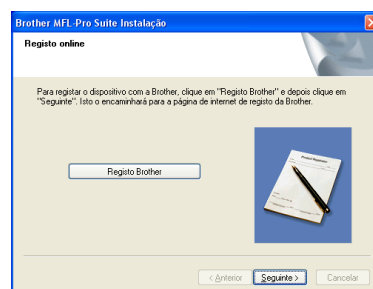 Brother MFL-Pro Suite Instalação
Registo online
Para registar o dispositivo com a Brother, clique em "Registo Brother" e depois clique em
"Seguinte". Isto o encaminhará para a página de internet de registo da Brother.
Registo Brother
< Anterior
Seguinte >
Cancelar